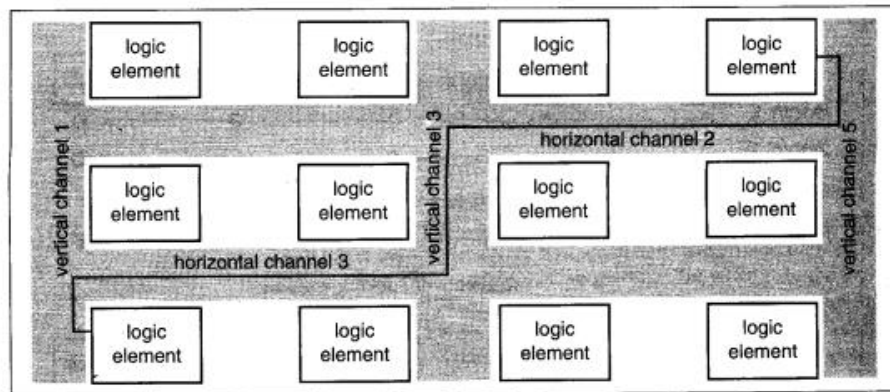 logic
element
logic
element
logic
element
logic
element
vertical channel 1
vertical channel 3
horizontal channel 2
vertical channel 5
logic
element
logic
element
logic
element
logic
element
horizontal channel 3
logic
element
logic
element
logic
element
logic
element